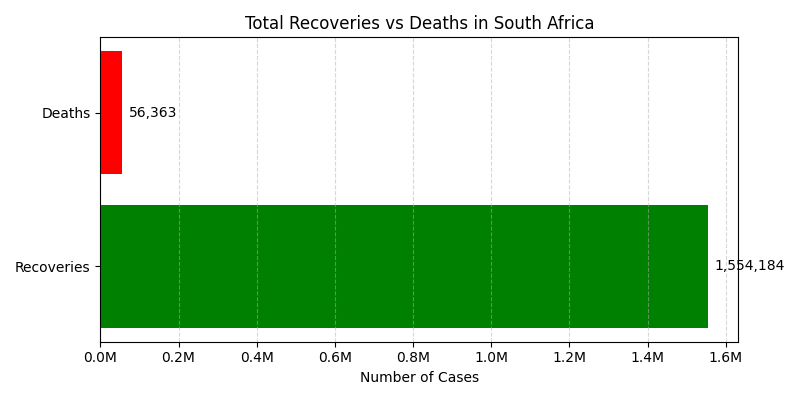 Total Recoveries vs Deaths in South Africa
Deaths
56,363
Recoveries
1,554,184
0.0M 0.2M 0.4M 0.6M 0.8M 1.0M 1.2M 1.4M 1.6M
Number of Cases